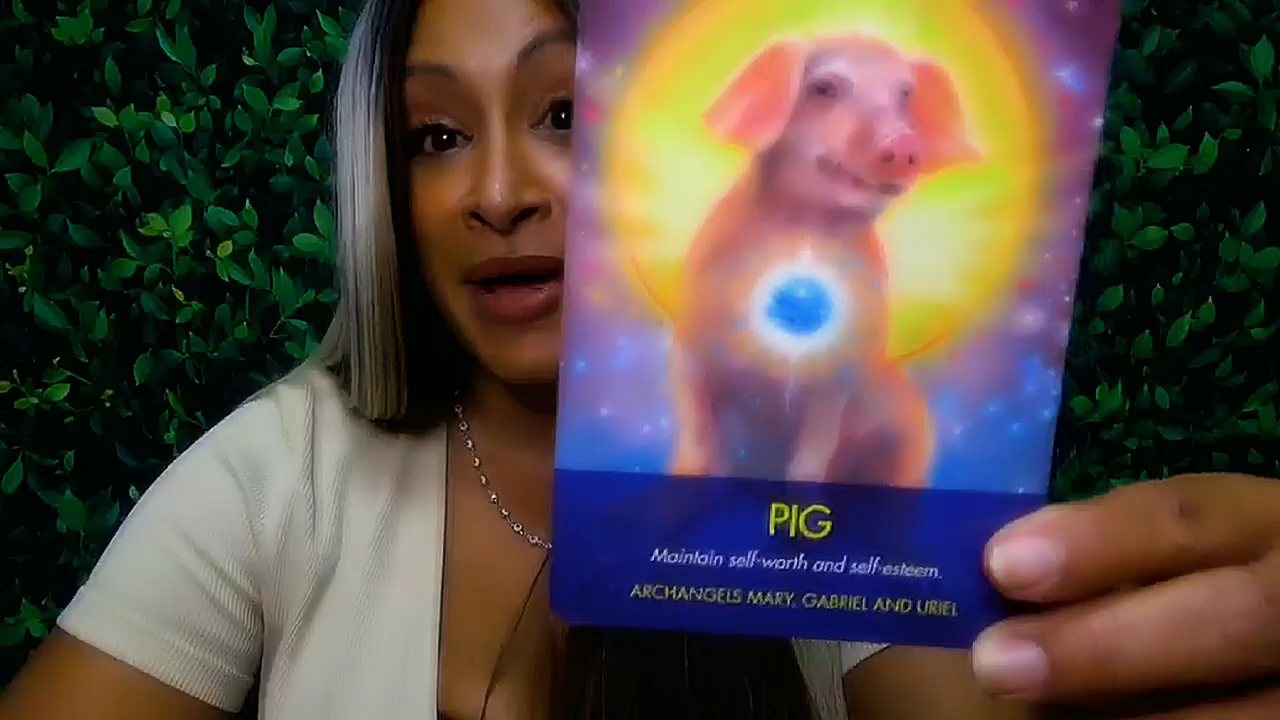 PIG
Maintain self-worth and self-esteem.
ARCHANGELS MARY, GABRIEL AND URIEL